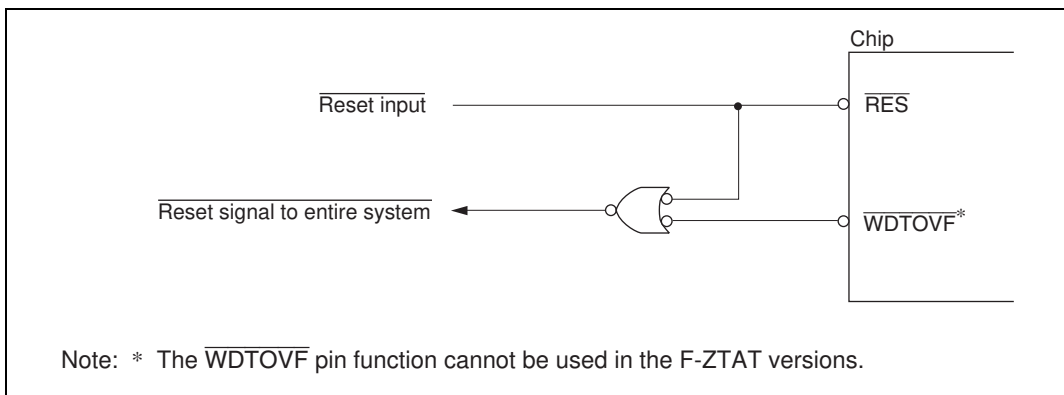 Chip
Reset input
RES
Reset signal to entire system
WDTOVF*
Note: * The WDTOVF pin function cannot be used in the F-ZTAT versions.